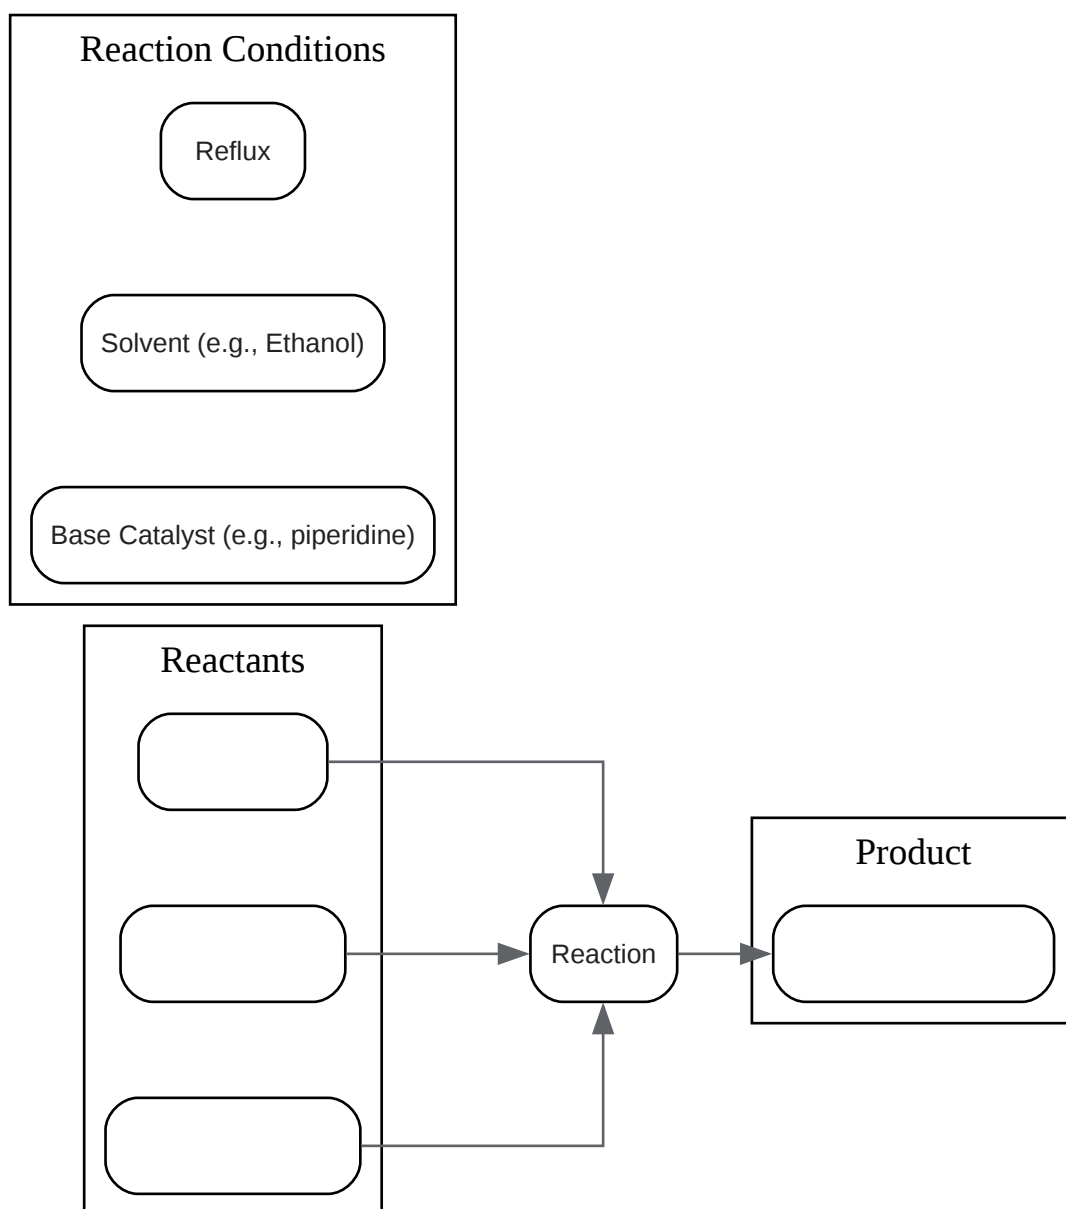 Reaction Conditions
Reflux
Solvent (e.g., Ethanol)
Base Catalyst (e.g., piperidine)
Reactants
Product
Reaction